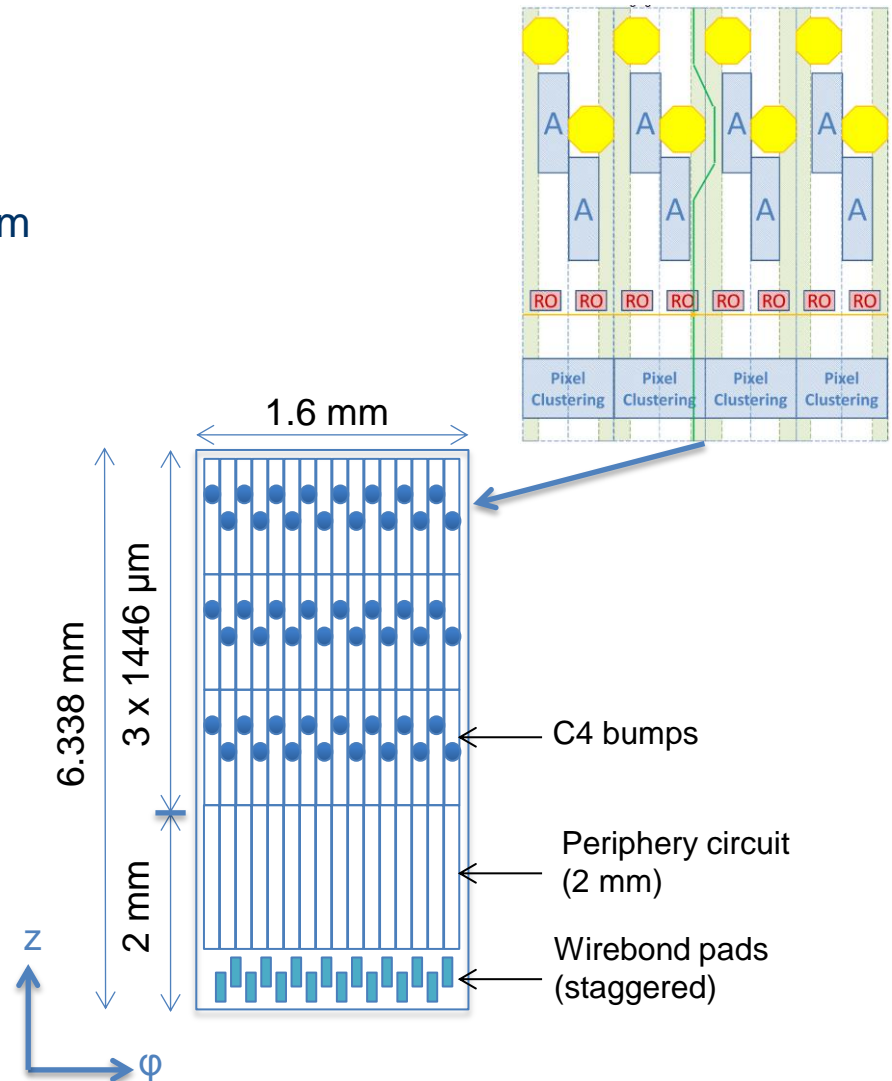 m
A A A A
A A A A
RO RO RO RO RO RO RO RO
Pixel Clustering
Pixel Clustering
Pixel Clustering
Pixel Clustering
1.6 mm
6.338 mm
3 x 1446 µm
2 mm
C4 bumps
Periphery circuit
(2 mm)
Wirebond pads
(staggered)
z
φ